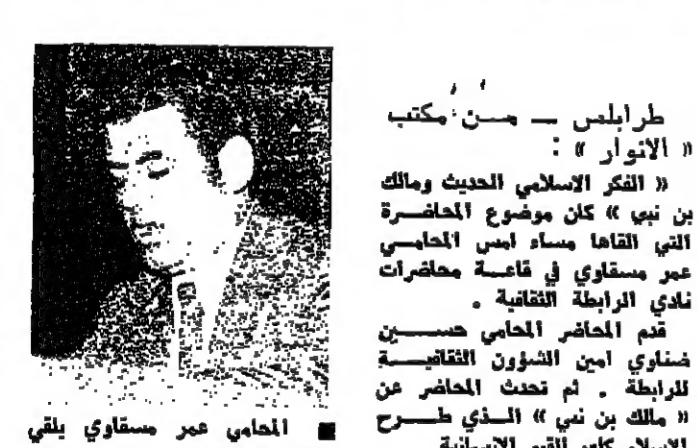 طرابلس — من مكتب
« الانوار » :
« الفكر الاسلامي الحديث ومالك
بن نبي » كان موضوع المحاضرة
التي القاها مساء امس المحامي
عمر مسقاوي في قاعة محاضرات
نادي الرابطة الثقافية .
قدم المحاضر المحامي حسين
ضناوي امين الشؤون الثقافية
للرابطة . ثم تحدث المحاضر عن
« مالك بن نبي » الذي طرح
القيم الانسانية
المحامي عمر مسقاوي يلقي